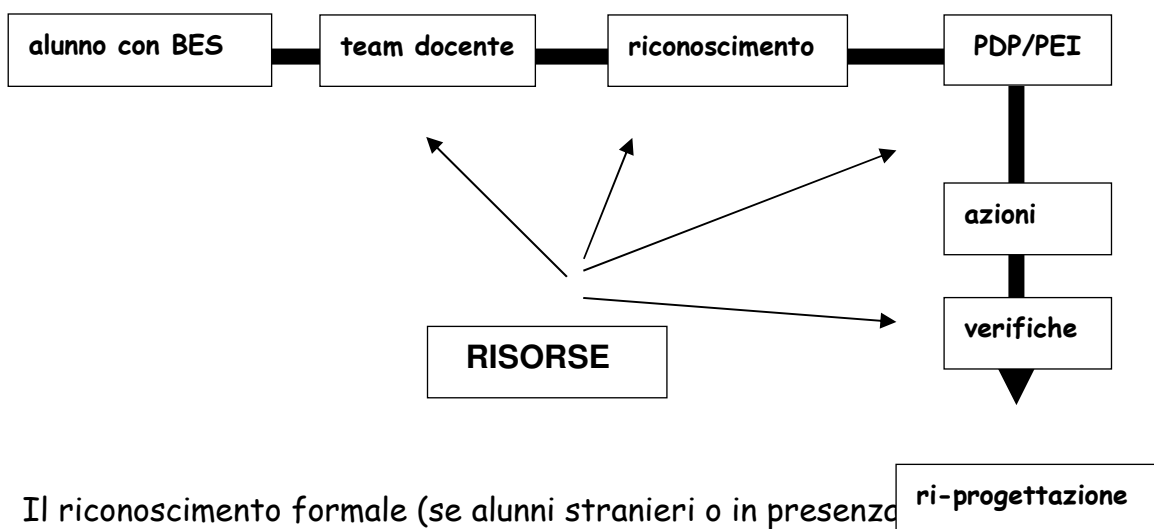 alunno con BES
team docente
riconoscimento
PDP/PEI
azioni
verifiche
RISORSE
ri-progettazione
Il riconoscimento formale (se alunni stranieri o in presenza